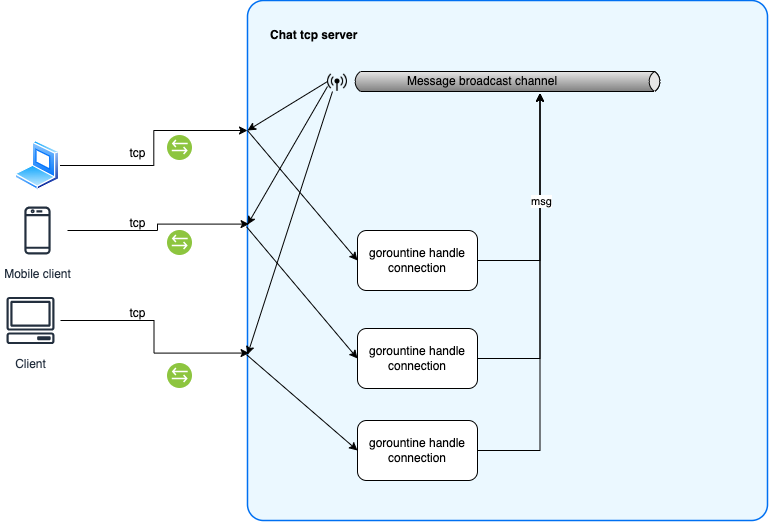 Chat tcp server
Message broadcast channel
tcp
msg
tcp
gorountine handle
connection
Mobile client
tcp
gorountine handle
connection
Client
gorountine handle
connection